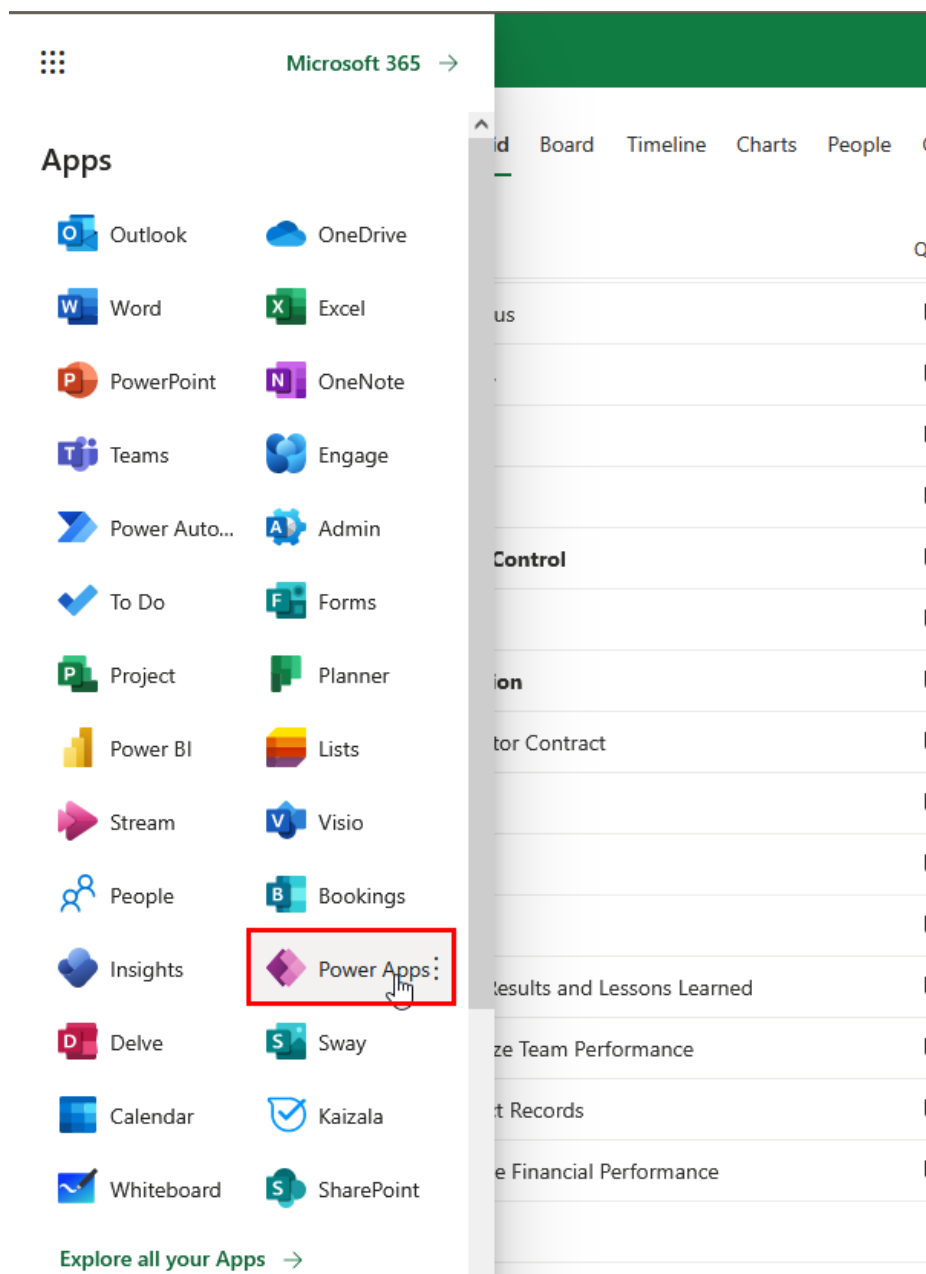 Microsoft 365 →
Apps
Outlook OneDrive
Word Excel
PowerPoint OneNote
Teams Engage
Power Auto... Admin
To Do Forms
Project Planner
Power BI Lists
Stream Visio
People Bookings
Insights Power Apps
Delve Sway
Calendar Kaizala
Whiteboard SharePoint
Explore all your Apps →
id Board Timeline Charts People
Q
us
Control
ion
tor Contract
Results and Lessons Learned
ze Team Performance
ct Records
e Financial Performance